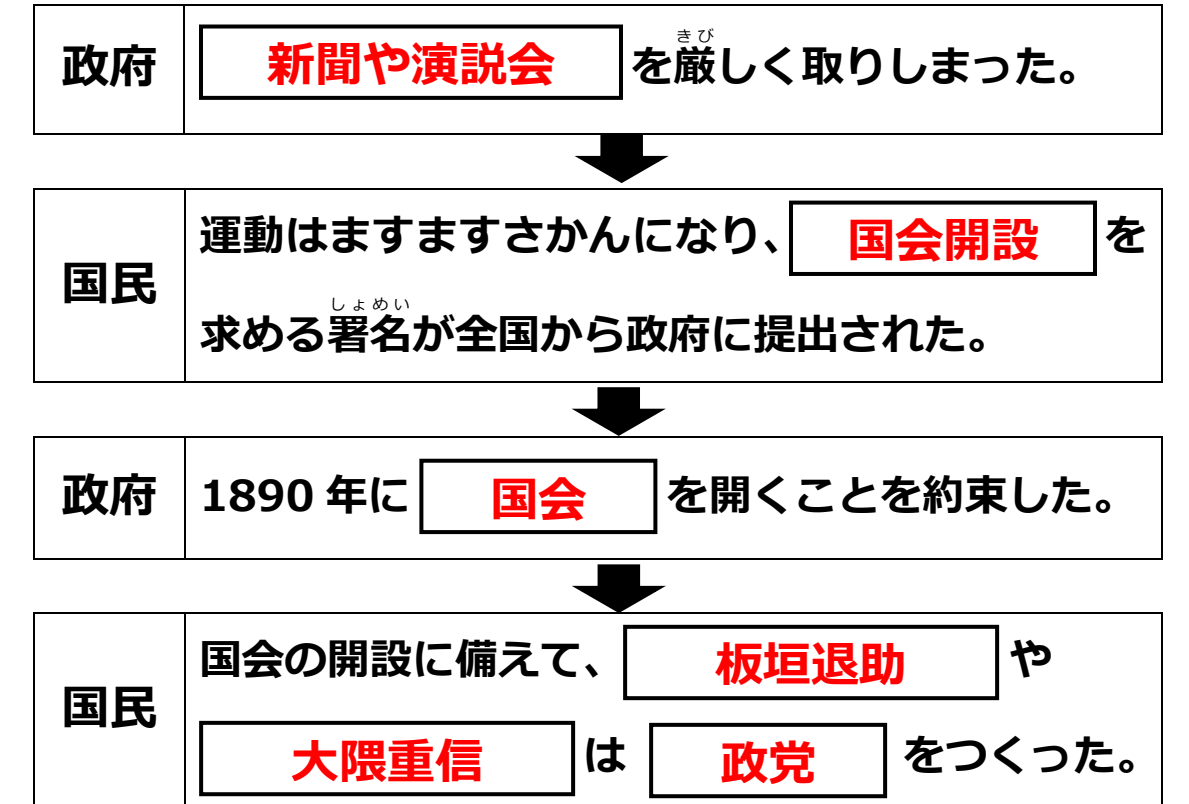 政府 新聞や演説会 を厳しく取りしまった。
きび
国民
運動はますますさかんになり、 国会開設 を
しょめい
求める署名が全国から政府に提出された。
政府 1890 年に 国会 を開くことを約束した。
国民
国会の開設に備えて、 板垣退助 や
大隈重信 は 政党 をつくった。